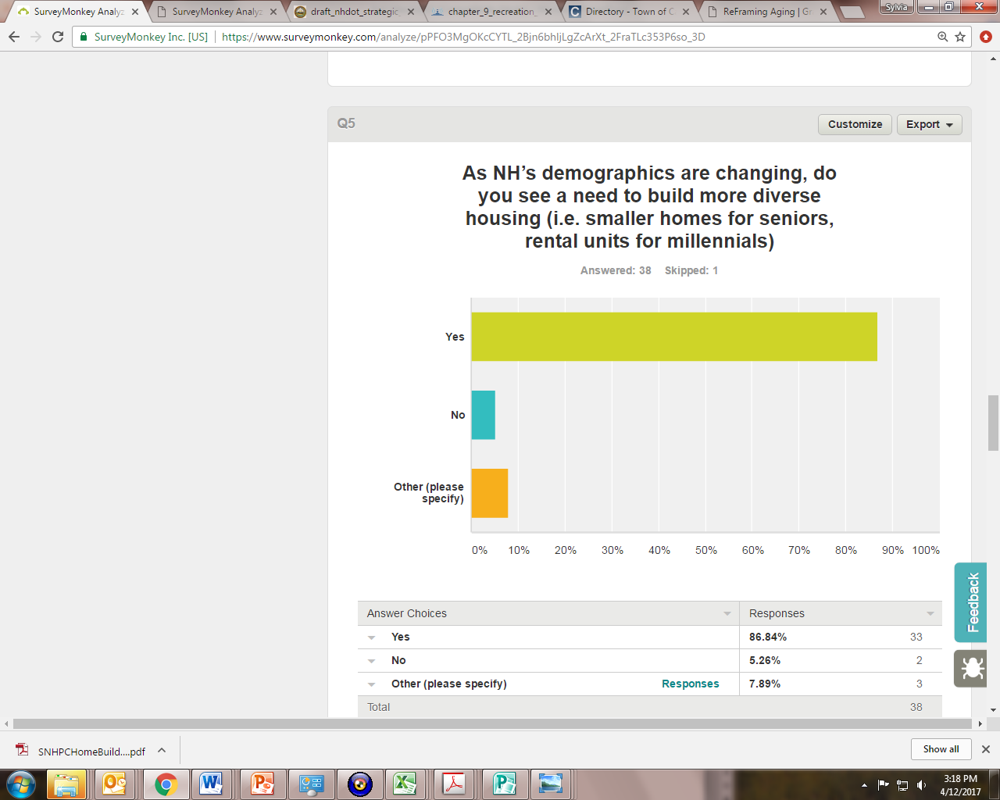 SurveyMonkey Analyz
SurveyMonkey Analyz
draft_nhdot_strategic
chapter_9_recreation_
Directory - Town of C
ReFraming Aging | Gr
Sylvia
SurveyMonkey Inc. [US]
https://www.surveymonkey.com/analyze/pPFO3MgOKcCYTL_2Bjn6bhIjLgZcArXt_2FraTLc353P6so_3D
Q5
Customize
Export
As NH’s demographics are changing, do
you see a need to build more diverse
housing (i.e. smaller homes for seniors,
rental units for millennials)
Answered: 38 Skipped: 1
Yes
No
Other (please
specify)
0% 10% 20% 30% 40% 50% 60% 70% 80% 90% 100%
Answer Choices Responses
Yes 86.84% 33
No 5.26% 2
Other (please specify) Responses 7.89% 3
Total 38
Feedback
SNHPCHomeBuild....pdf
Show all
3:18 PM
4/12/2017